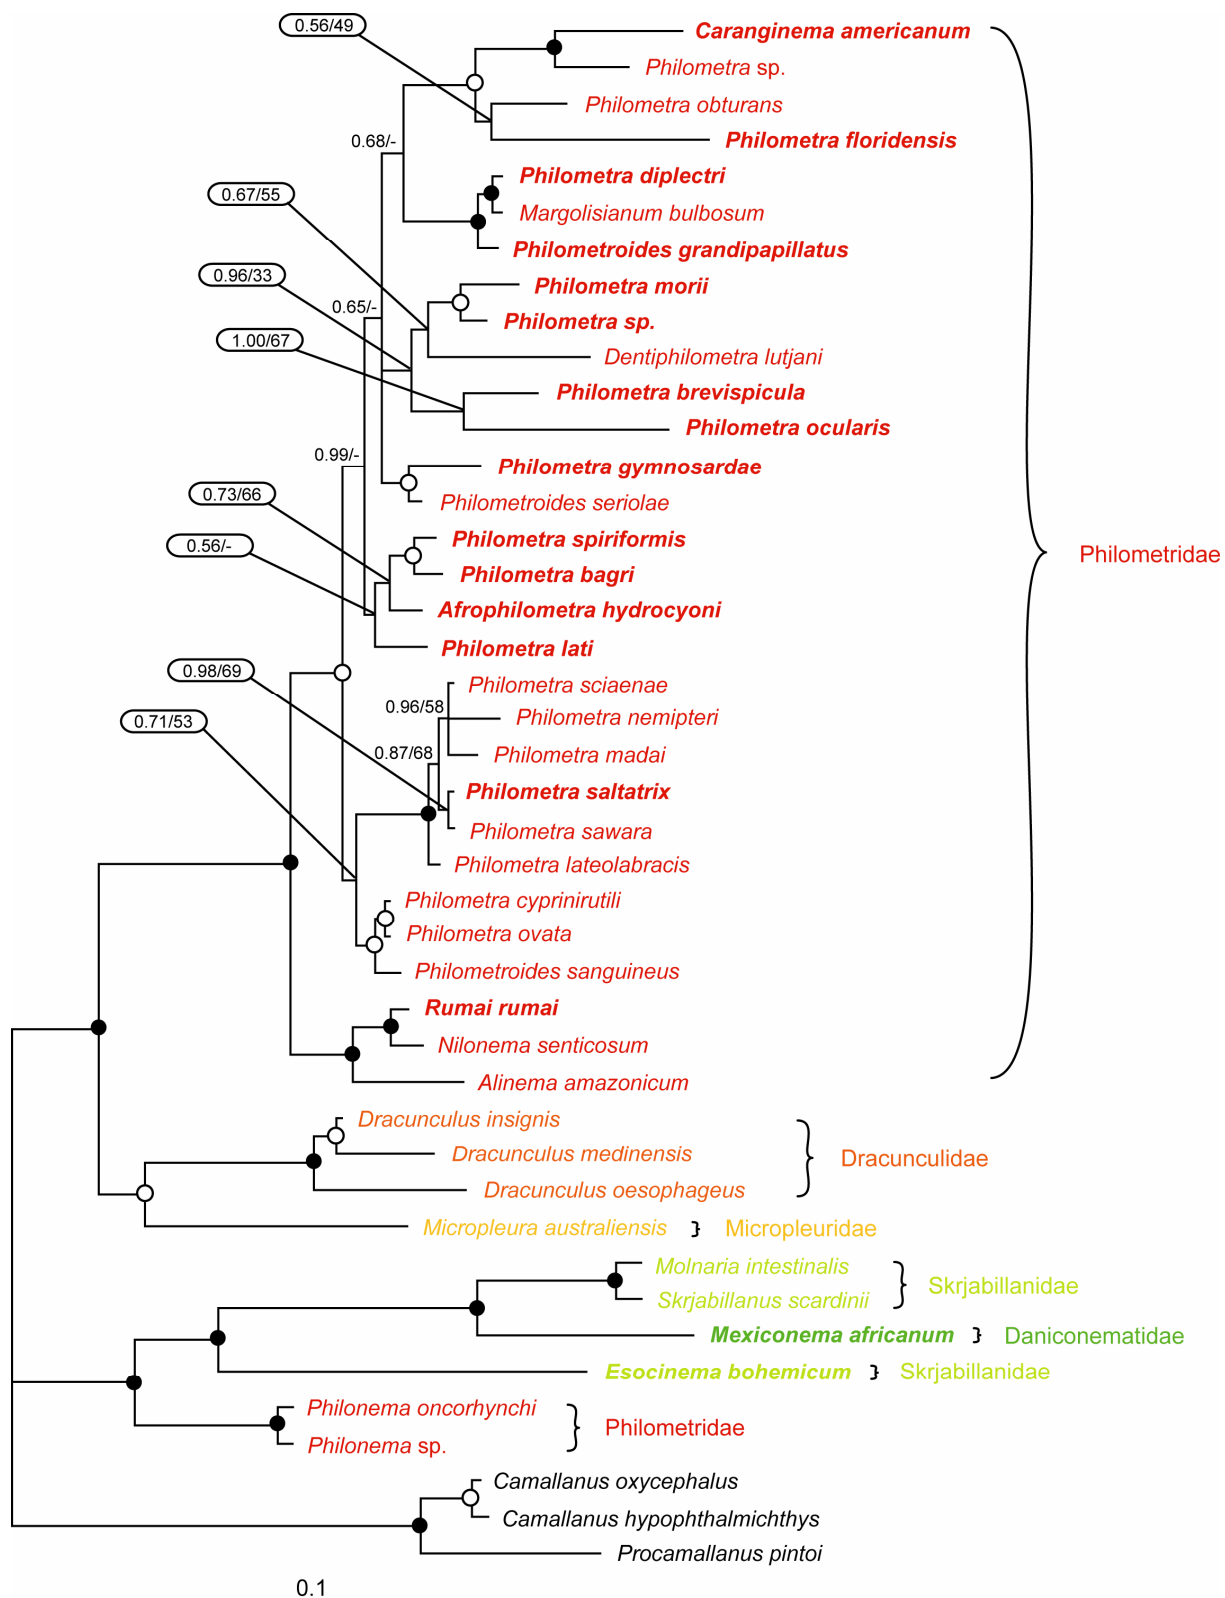 0.56/49
Caranginema americanum
Philometra sp.
Philometra obturans
Philometra floridensis
0.68/-
Philometra diplectri
0.67/55
Margolisianum bulbosum
Philometroides grandipapillatus
0.96/33
Philometra morii
0.65/-
Philometra sp.
1.00/67
Dentiphilometra lutjani
Philometra brevispicula
Philometra ocularis
0.99/-
Philometra gymnosardae
0.73/66
Philometroides seriolae
Philometra spiriformis
0.56/-
Philometridae
Philometra bagri
Afrophilometra hydrocyoni
Philometra lati
0.98/69
Philometra sciaenae
0.96/58
Philometra nemipteri
0.71/53
0.87/68
Philometra madai
Philometra saltatrix
Philometra sawara
Philometra lateolabracis
Philometra cyprinirutili
Philometra ovata
Philometroides sanguineus
Rumai rumai
Nilonema senticosum
Alinema amazonicum
Dracunculus insignis
Dracunculus medinensis
Dracunculidae
Dracunculus oesophageus
Micropleura australiensis
Micropleuridae
Molnaria intestinalis
Skrjabillanidae
Skrjabillanus scardinii
Mexiconema africanum
Daniconematidae
Esocinema bohemicum
Skrjabillanidae
Philonema oncorhynchi
Philometridae
Philonema sp.
Camallanus oxycephalus
Camallanus hypophthalmichthys
Procamallanus pintoi
0.1